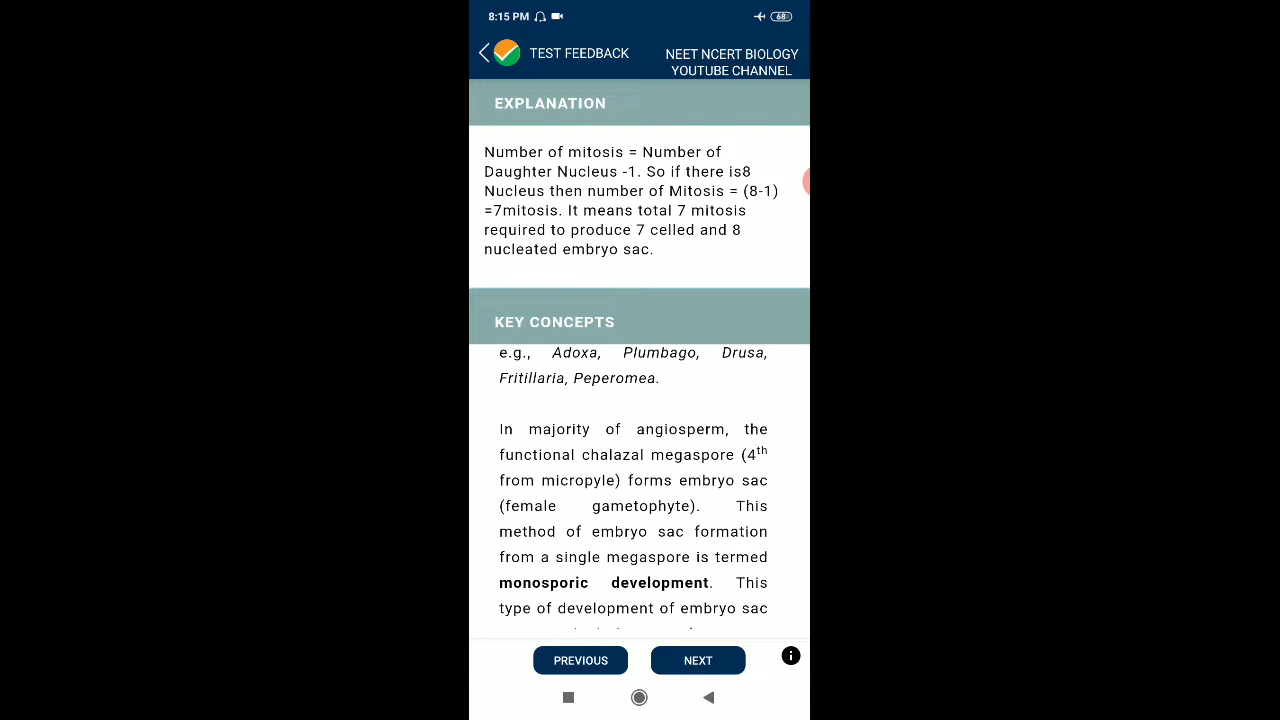 8:15 PM
68
TEST FEEDBACK
NEET NCERT BIOLOGY
YOUTUBE CHANNEL
EXPLANATION
Number of mitosis = Number of
Daughter Nucleus -1. So if there is8
Nucleus then number of Mitosis = (8-1)
=7mitosis. It means total 7 mitosis
required to produce 7 celled and 8
nucleated embryo sac.
KEY CONCEPTS
e.g., Adoxa, Plumbago, Drusa,
Fritillaria, Peperomea.
In majority of angiosperm, the
functional chalazal megaspore (4th
from micropyle) forms embryo sac
(female gametophyte). This
method of embryo sac formation
from a single megaspore is termed
monosporic development. This
type of development of embryo sac
PREVIOUS
NEXT